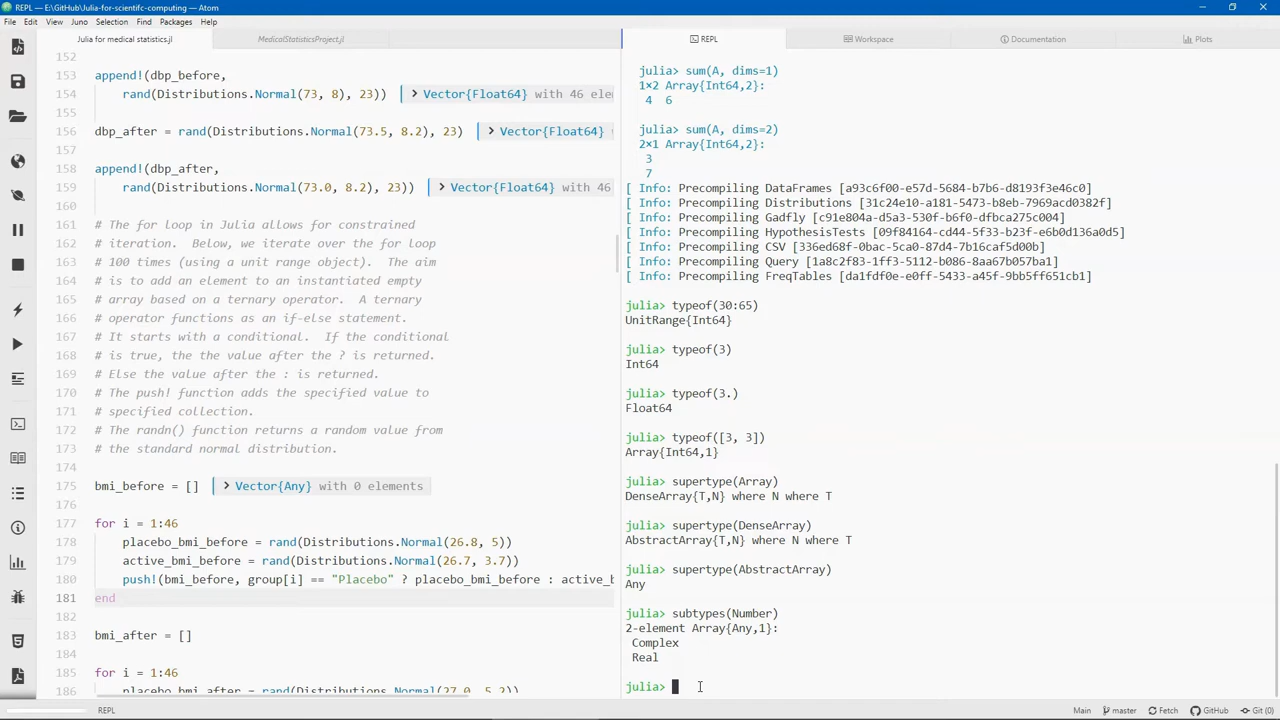 REPL — E:\GitHub\Julia-for-scientifc-computing — Atom
File Edit View Juno Selection Find Packages Help
Julia for medical statistics.jl
MedicalStatisticsProject.jl
REPL
Workspace
Documentation
Plots
152
153 append!(dbp_before,
154 rand(Distributions.Normal(73, 8), 23)) > Vector{Float64} with 46 elem
155
156 dbp_after = rand(Distributions.Normal(73.5, 8.2), 23) > Vector{Float64}
157
158 append!(dbp_after,
159 rand(Distributions.Normal(73.0, 8.2), 23)) > Vector{Float64} with 46
160
161 # The for loop in Julia allows for constrained
162 # iteration. Below, we iterate over the for loop
163 # 100 times (using a unit range object). The aim
164 # is to add an element to an instantiated empty
165 # array based on a ternary operator. A ternary
166 # operator functions as an if-else statement.
167 # It starts with a conditional. If the conditional
168 # is true, the the value after the ? is returned.
169 # Else the value after the : is returned.
170 # The push! function adds the specified value to
171 # specified collection.
172 # The randn() function returns a random value from
173 # the standard normal distribution.
174
175 bmi_before = [] > Vector{Any} with 0 elements
176
177 for i = 1:46
178 placebo_bmi_before = rand(Distributions.Normal(26.8, 5))
179 active_bmi_before = rand(Distributions.Normal(26.7, 3.7))
180 push!(bmi_before, group[i] == "Placebo" ? placebo_bmi_before : active_b
181 end
182
183 bmi_after = []
184
185 for i = 1:46
186 placebo_bmi_after = rand(Distributions.Normal(27.0, 5.2))
julia> sum(A, dims=1)
1×2 Array{Int64,2}:
4 6
julia> sum(A, dims=2)
2×1 Array{Int64,2}:
3
7
[ Info: Precompiling DataFrames [a93c6f00-e57d-5684-b7b6-d8193f3e46c0]
[ Info: Precompiling Distributions [31c24e10-a181-5473-b8eb-7969acd0382f]
[ Info: Precompiling Gadfly [c91e804a-d5a3-530f-b6f0-dfbca275c004]
[ Info: Precompiling HypothesisTests [09f84164-cd44-5f33-b23f-e6b0d136a0d5]
[ Info: Precompiling CSV [336ed68f-0bac-5ca0-87d4-7b16caf5d00b]
[ Info: Precompiling Query [1a8c2f83-1ff3-5112-b086-8aa67b057ba1]
[ Info: Precompiling FreqTables [da1fdf0e-e0ff-5433-a45f-9bb5ff651cb1]
julia> typeof(30:65)
UnitRange{Int64}
julia> typeof(3)
Int64
julia> typeof(3.)
Float64
julia> typeof([3, 3])
Array{Int64,1}
julia> supertype(Array)
DenseArray{T,N} where N where T
julia> supertype(DenseArray)
AbstractArray{T,N} where N where T
julia> supertype(AbstractArray)
Any
julia> subtypes(Number)
2-element Array{Any,1}:
Complex
Real
julia>
REPL
Main master Fetch GitHub Git (0)